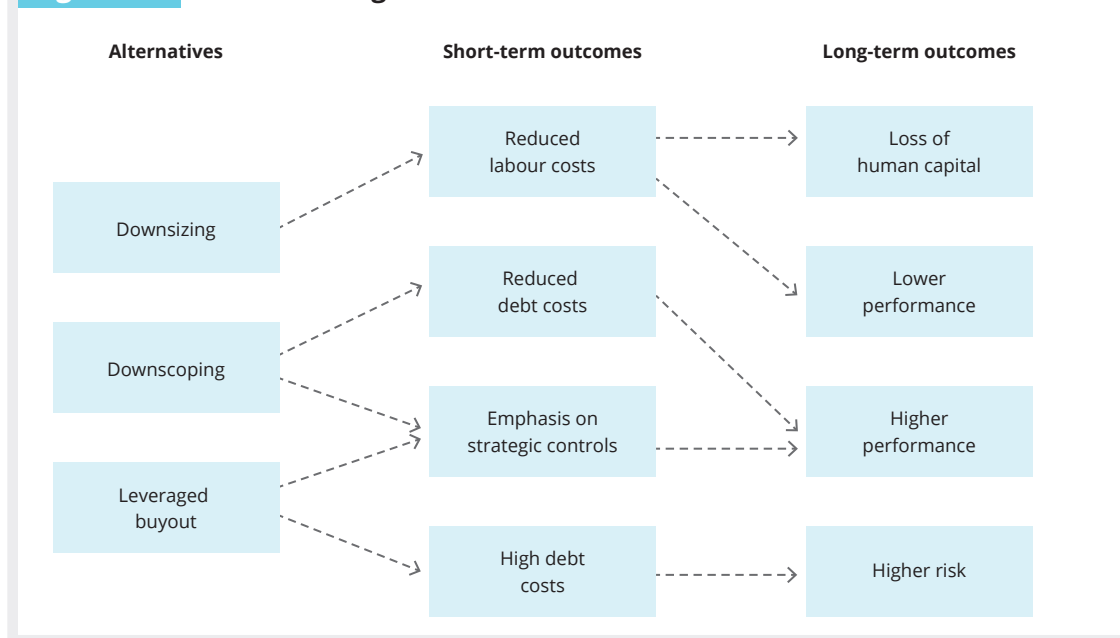 Alternatives
Short-term outcomes
Long-term outcomes
Reduced
labour costs
Loss of
human capital
Downsizing
Reduced
debt costs
Lower
performance
Downscoping
Emphasis on
strategic controls
Higher
performance
Leveraged
buyout
High debt
costs
Higher risk